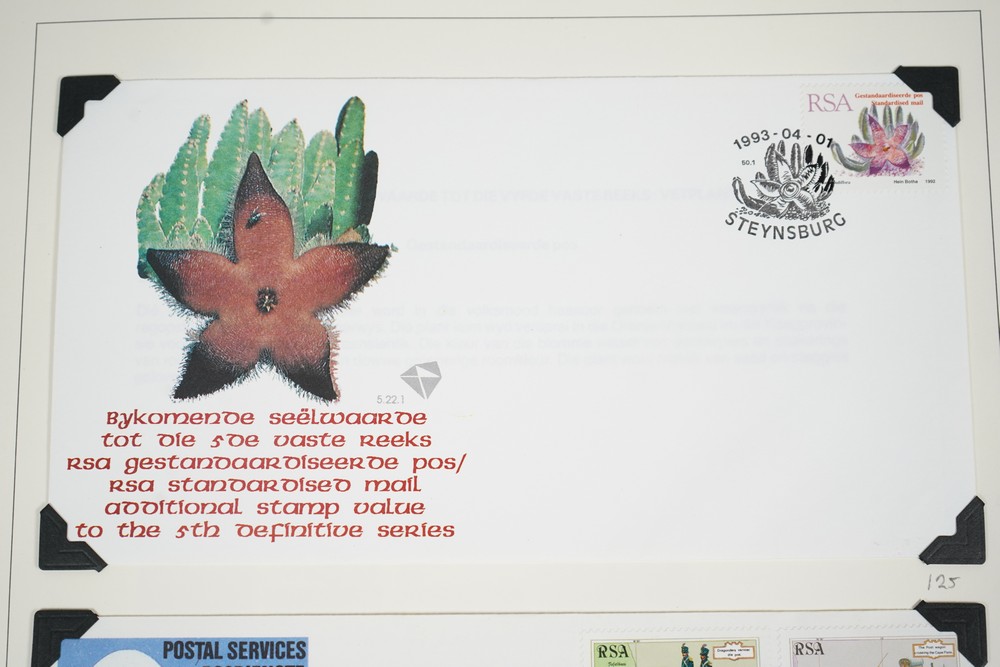 RSA
Gestandaardiseerde pos
Standardised mail
Hein Botha 1993
1993-04-01
50.1
STEYNSBURG
5.22.1
Bykomende seëlwaarde
tot die 5de vaste reeks
rsa gestandaardiseerde pos/
rsa standardised mail
additional stamp value
to the 5th definitive series
125
POSTAL SERVICES
RSA
RSA